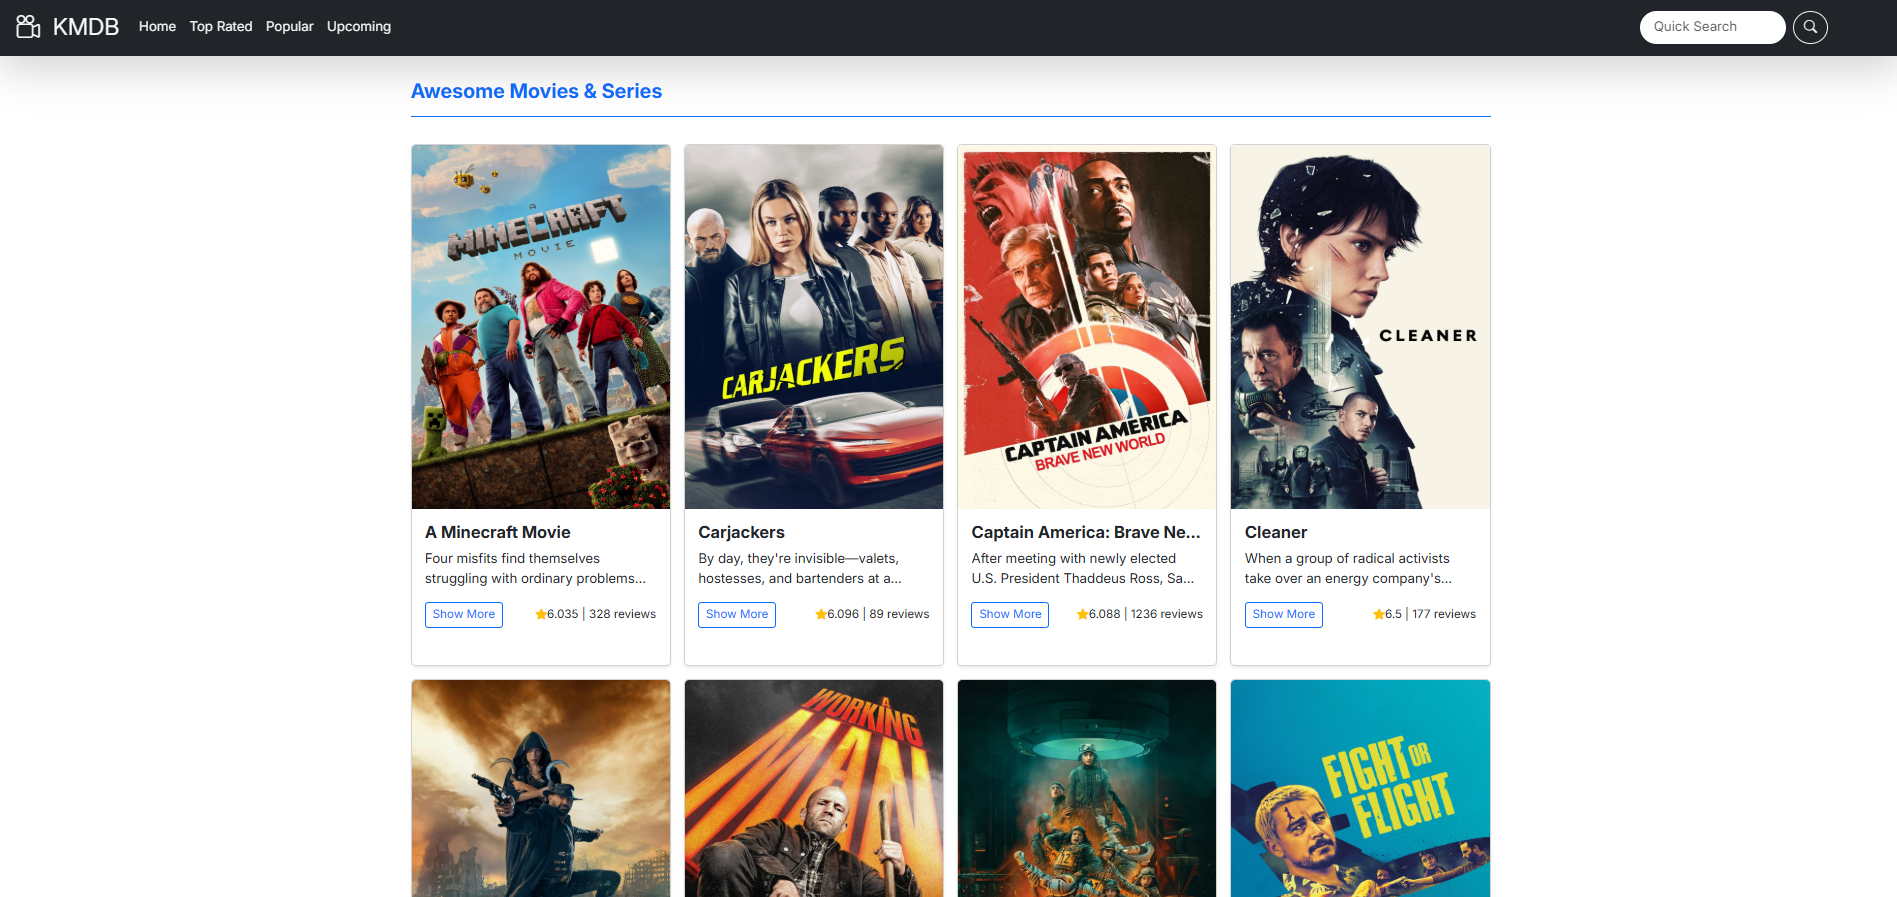 KMDB
Home Top Rated Popular Upcoming
Quick Search
Awesome Movies & Series
A
MINECRAFT
MOVIE
CARJACKERS
CAPTAIN AMERICA
BRAVE NEW WORLD
CLEANER
A Minecraft Movie
Four misfits find themselves
struggling with ordinary problems...
Show More
6.035 | 328 reviews
Carjackers
By day, they're invisible—valets,
hostesses, and bartenders at a...
Show More
6.096 | 89 reviews
Captain America: Brave Ne...
After meeting with newly elected
U.S. President Thaddeus Ross, Sa...
Show More
6.088 | 1236 reviews
Cleaner
When a group of radical activists
take over an energy company's...
Show More
6.5 | 177 reviews
A
WORKING
MAN
FIGHT OR
FLIGHT